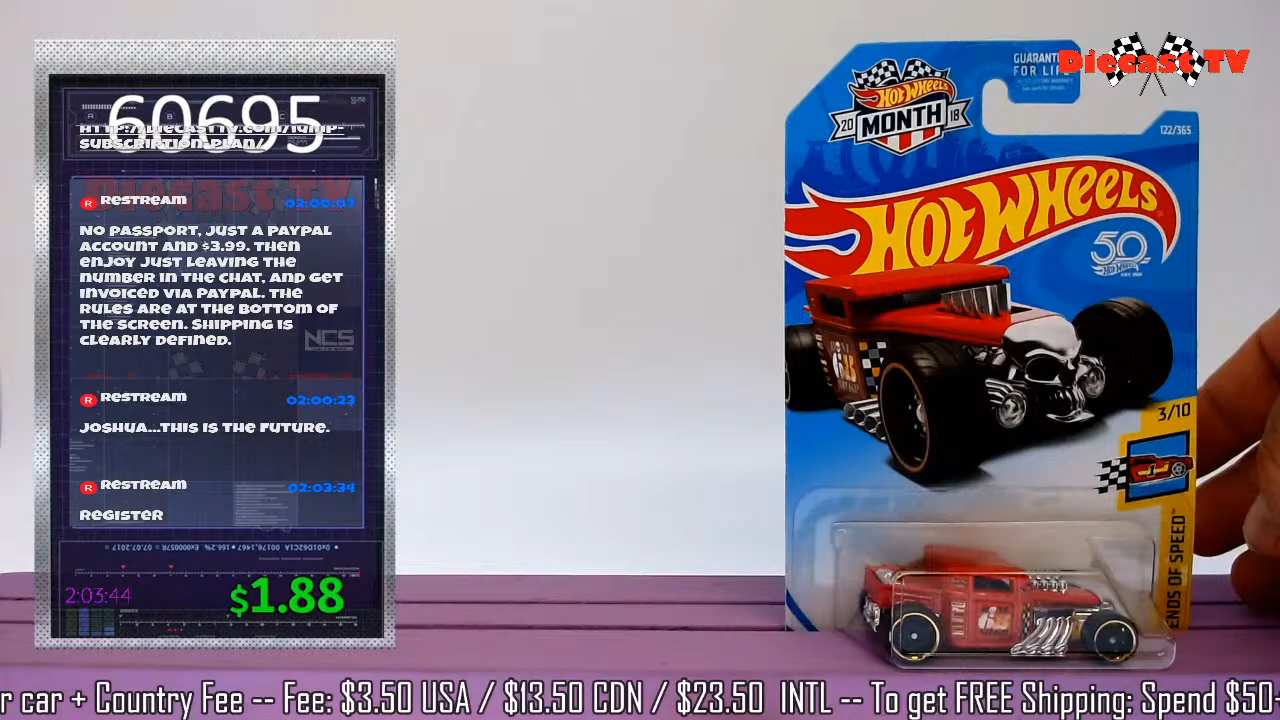 60695
HTTP://DIECASTTV.COM/IGMP-
SUBSCRIPTION-PLAN/
Restream 02:00:07
NO PASSPORT, JUST A PAYPAL
ACCOUNT AND $3.99. THEN
ENJOY JUST LEAVING THE
NUMBER IN THE CHAT, AND GET
INVOICED VIA PAYPAL. THE
RULES ARE AT THE BOTTOM OF
THE SCREEN. SHIPPING IS
CLEARLY DEFINED.
NCS
Restream 02:00:23
JOSHUA...THIS IS THE FUTURE.
Restream 02:03:34
REGISTER
2:03:44
$1.88
Diecast TV
GUARANTE
FOR LI
HOT WHEELS
20 MONTH 18
122/365
HOT WHEELS
50
3/10
ENDS OF SPEED
r car + Country Fee -- Fee: $3.50 USA / $13.50 CDN / $23.50 INTL -- To get FREE Shipping: Spend $50